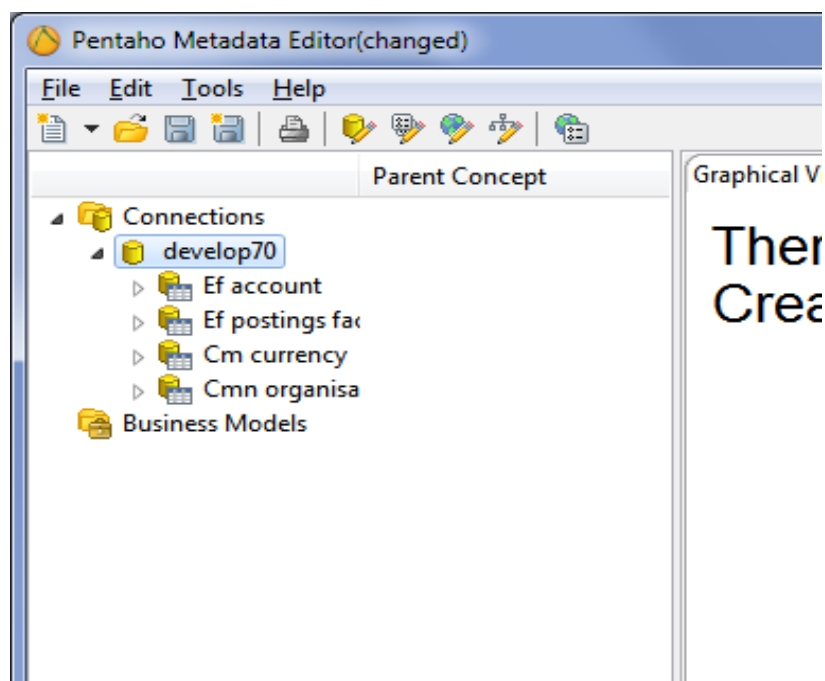 Pentaho Metadata Editor(changed)
File Edit Tools Help
Parent Concept
Graphical V
Connections
develop70
Ef account
Ef postings fac
Cm currency
Cmn organisa
Business Models
Ther
Crea